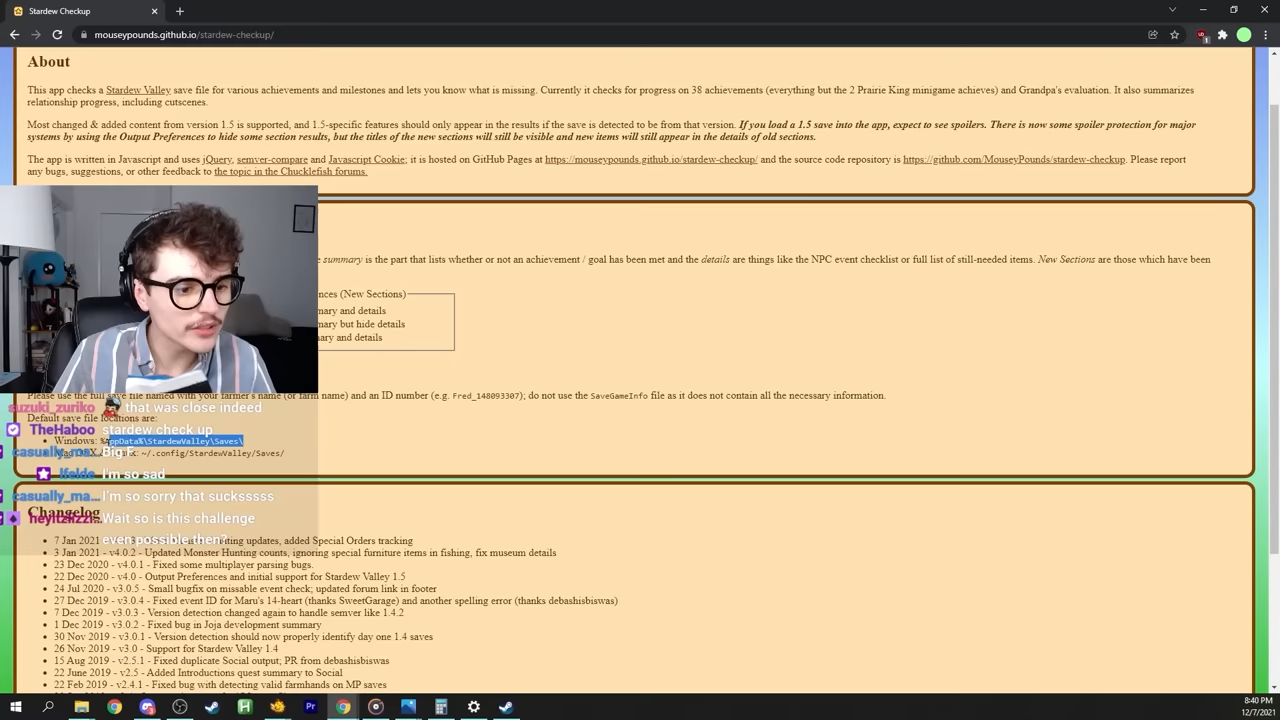 Stardew Checkup
mouseypounds.github.io/stardew-checkup/
1
About
This app checks a Stardew Valley save file for various achievements and milestones and lets you know what is missing. Currently it checks for progress on 38 achievements (everything but the 2 Prairie King minigame achieves) and Grandpa's evaluation. It also summarizes
relationship progress, including cutscenes.
Most changed & added content from version 1.5 is supported, and 1.5-specific features should only appear in the results if the save is detected to be from that version. If you load a 1.5 save into the app, expect to see spoilers. There is now some spoiler protection for major
systems by using the Output Preferences to hide some section results, but the titles of the new sections will still be visible and new items will still appear in the details of old sections.
The app is written in Javascript and uses jQuery, semver-compare and Javascript Cookie; it is hosted on GitHub Pages at https://mouseypounds.github.io/stardew-checkup/ and the source code repository is https://github.com/MouseyPounds/stardew-checkup. Please report
any bugs, suggestions, or other feedback to the topic in the Chucklefish forums.
summary is the part that lists whether or not an achievement / goal has been met and the details are things like the NPC event checklist or full list of still-needed items. New Sections are those which have been
ences (New Sections)
mary and details
mary but hide details
ary and details
Please use the full save file named with your farmer's name (or farm name) and an ID number (e.g. Fred_148093307); do not use the SaveGameInfo file as it does not contain all the necessary information.
suzuki_zuriko that was close indeed
Default save file locations are:
TheHaboo stardew check up
Windows: %AppData%\StardewValley\Saves\
casually_ma... Big F
~/.config/StardewValley/Saves/
lfelde I'm so sad
casually_ma... I'm so sorry that sucksssss
Changelog
heyitzlizzi... Wait so is this challenge
even possible then?
7 Jan 2021 updates, added Special Orders tracking
3 Jan 2021 - v4.0.2 - Updated Monster Hunting counts, ignoring special furniture items in fishing, fix museum details
23 Dec 2020 - v4.0.1 - Fixed some multiplayer parsing bugs.
22 Dec 2020 - v4.0 - Output Preferences and initial support for Stardew Valley 1.5
24 Jul 2020 - v3.0.5 - Small bugfix on missable event check; updated forum link in footer
27 Dec 2019 - v3.0.4 - Fixed event ID for Maru's 14-heart (thanks SweetGarage) and another spelling error (thanks debashisbiswas)
7 Dec 2019 - v3.0.3 - Version detection changed again to handle semver like 1.4.2
1 Dec 2019 - v3.0.2 - Fixed bug in Joja development summary
30 Nov 2019 - v3.0.1 - Version detection should now properly identify day one 1.4 saves
26 Nov 2019 - v3.0 - Support for Stardew Valley 1.4
15 Aug 2019 - v2.5.1 - Fixed duplicate Social output; PR from debashisbiswas
22 June 2019 - v2.5 - Added Introductions quest summary to Social
22 Feb 2019 - v2.4.1 - Fixed bug with detecting valid farmhands on MP saves
8:40 PM
12/7/2021